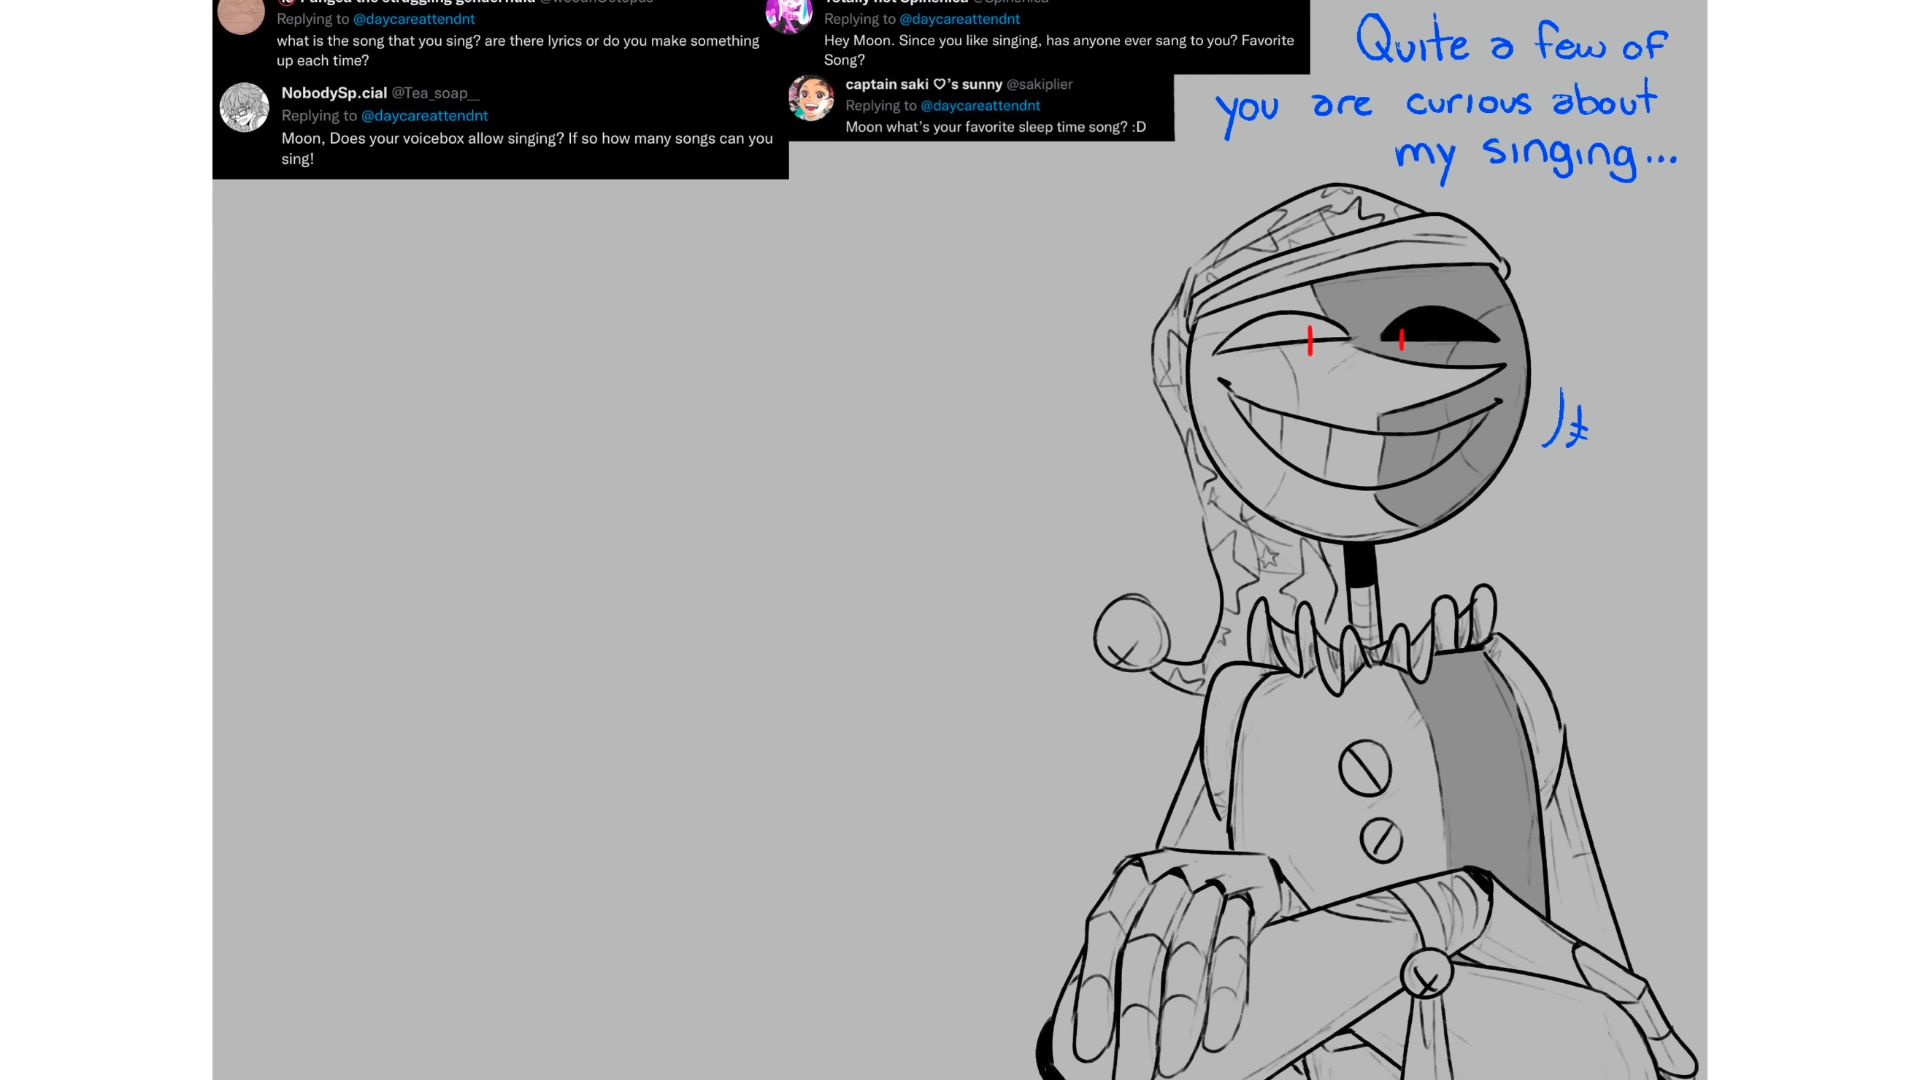 Replying to @daycareattendnt
what is the song that you sing? are there lyrics or do you make something
up each time?
NobodySp.cial @Tea_soap__
Replying to @daycareattendnt
Moon, Does your voicebox allow singing? If so how many songs can you
sing!
Replying to @daycareattendnt
Hey Moon. Since you like singing, has anyone ever sang to you? Favorite
Song?
captain saki ♡'s sunny @sakiplier
Replying to @daycareattendnt
Moon what's your favorite sleep time song? :D
Quite a few of
you are curious about
my singing...